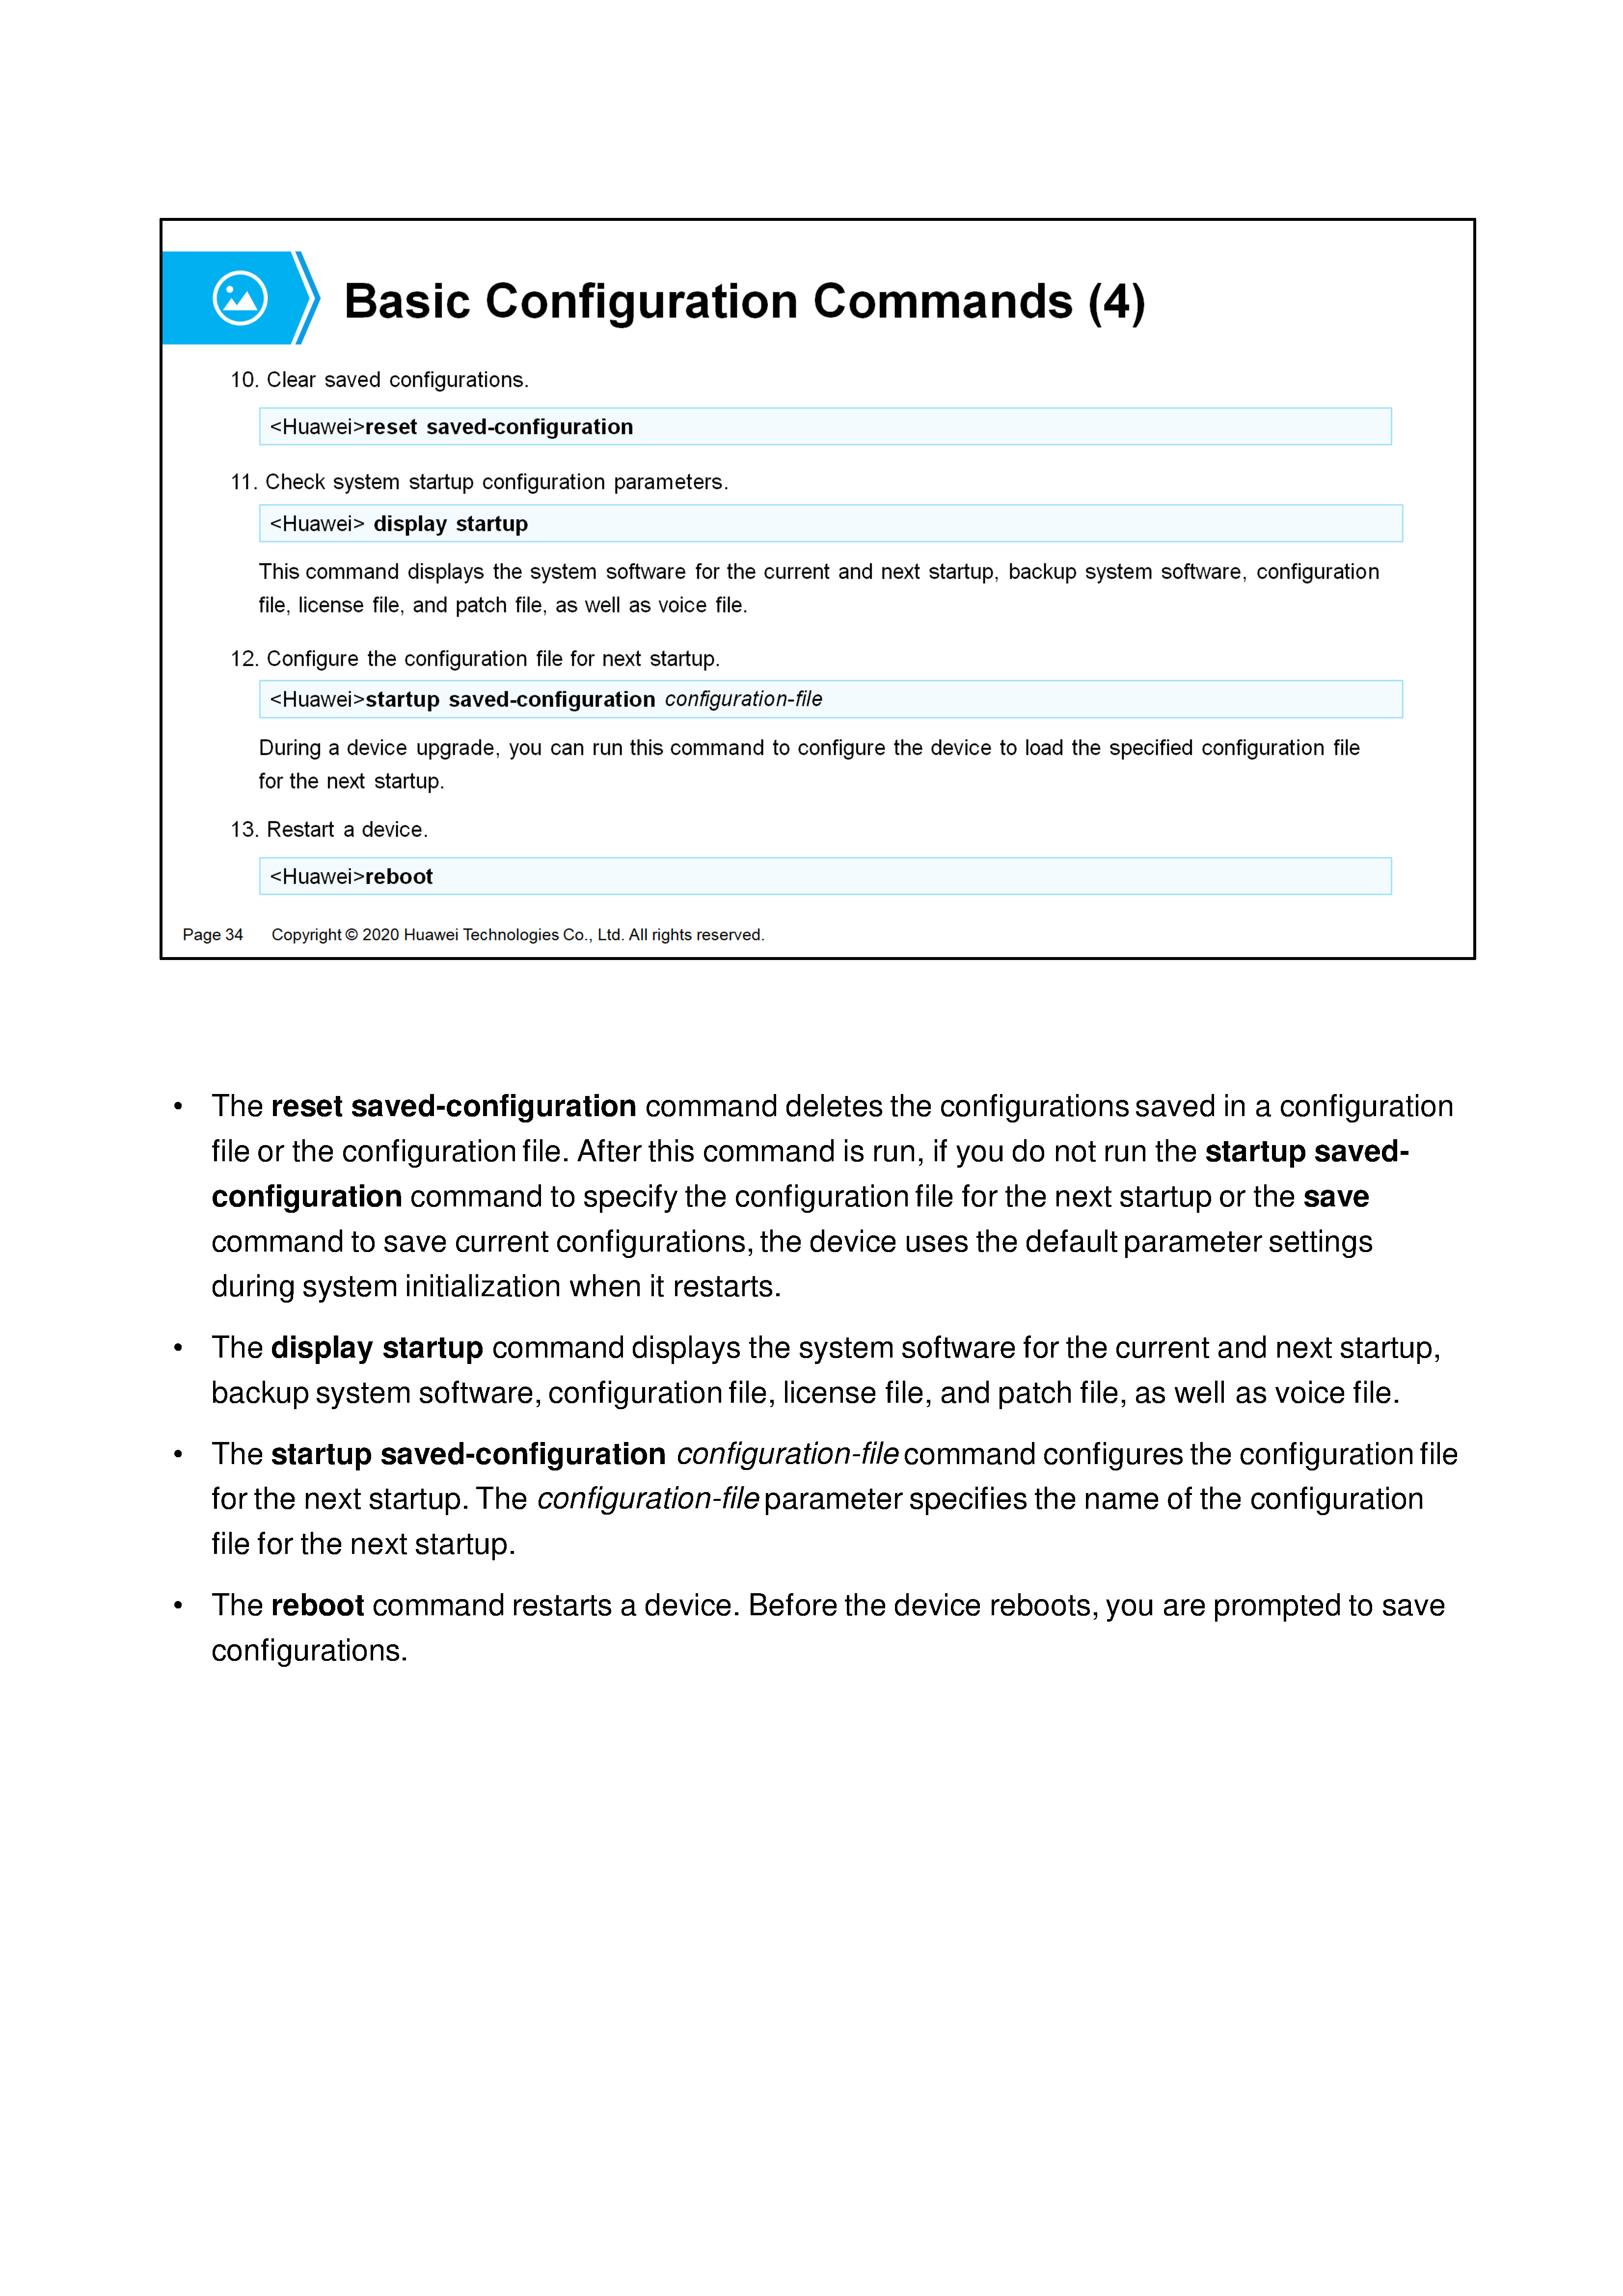 Basic Configuration Commands (4)
10. Clear saved configurations.
<Huawei>reset saved-configuration
11. Check system startup configuration parameters.
<Huawei> display startup
This command displays the system software for the current and next startup, backup system software, configuration
file, license file, and patch file, as well as voice file.
12. Configure the configuration file for next startup.
<Huawei>startup saved-configuration configuration-file
During a device upgrade, you can run this command to configure the device to load the specified configuration file
for the next startup.
13. Restart a device.
<Huawei>reboot
Page 34 Copyright © 2020 Huawei Technologies Co., Ltd. All rights reserved.
• The reset saved-configuration command deletes the configurations saved in a configuration
file or the configuration file. After this command is run, if you do not run the startup saved-
configuration command to specify the configuration file for the next startup or the save
command to save current configurations, the device uses the default parameter settings
during system initialization when it restarts.
• The display startup command displays the system software for the current and next startup,
backup system software, configuration file, license file, and patch file, as well as voice file.
• The startup saved-configuration configuration-file command configures the configuration file
for the next startup. The configuration-file parameter specifies the name of the configuration
file for the next startup.
• The reboot command restarts a device. Before the device reboots, you are prompted to save
configurations.